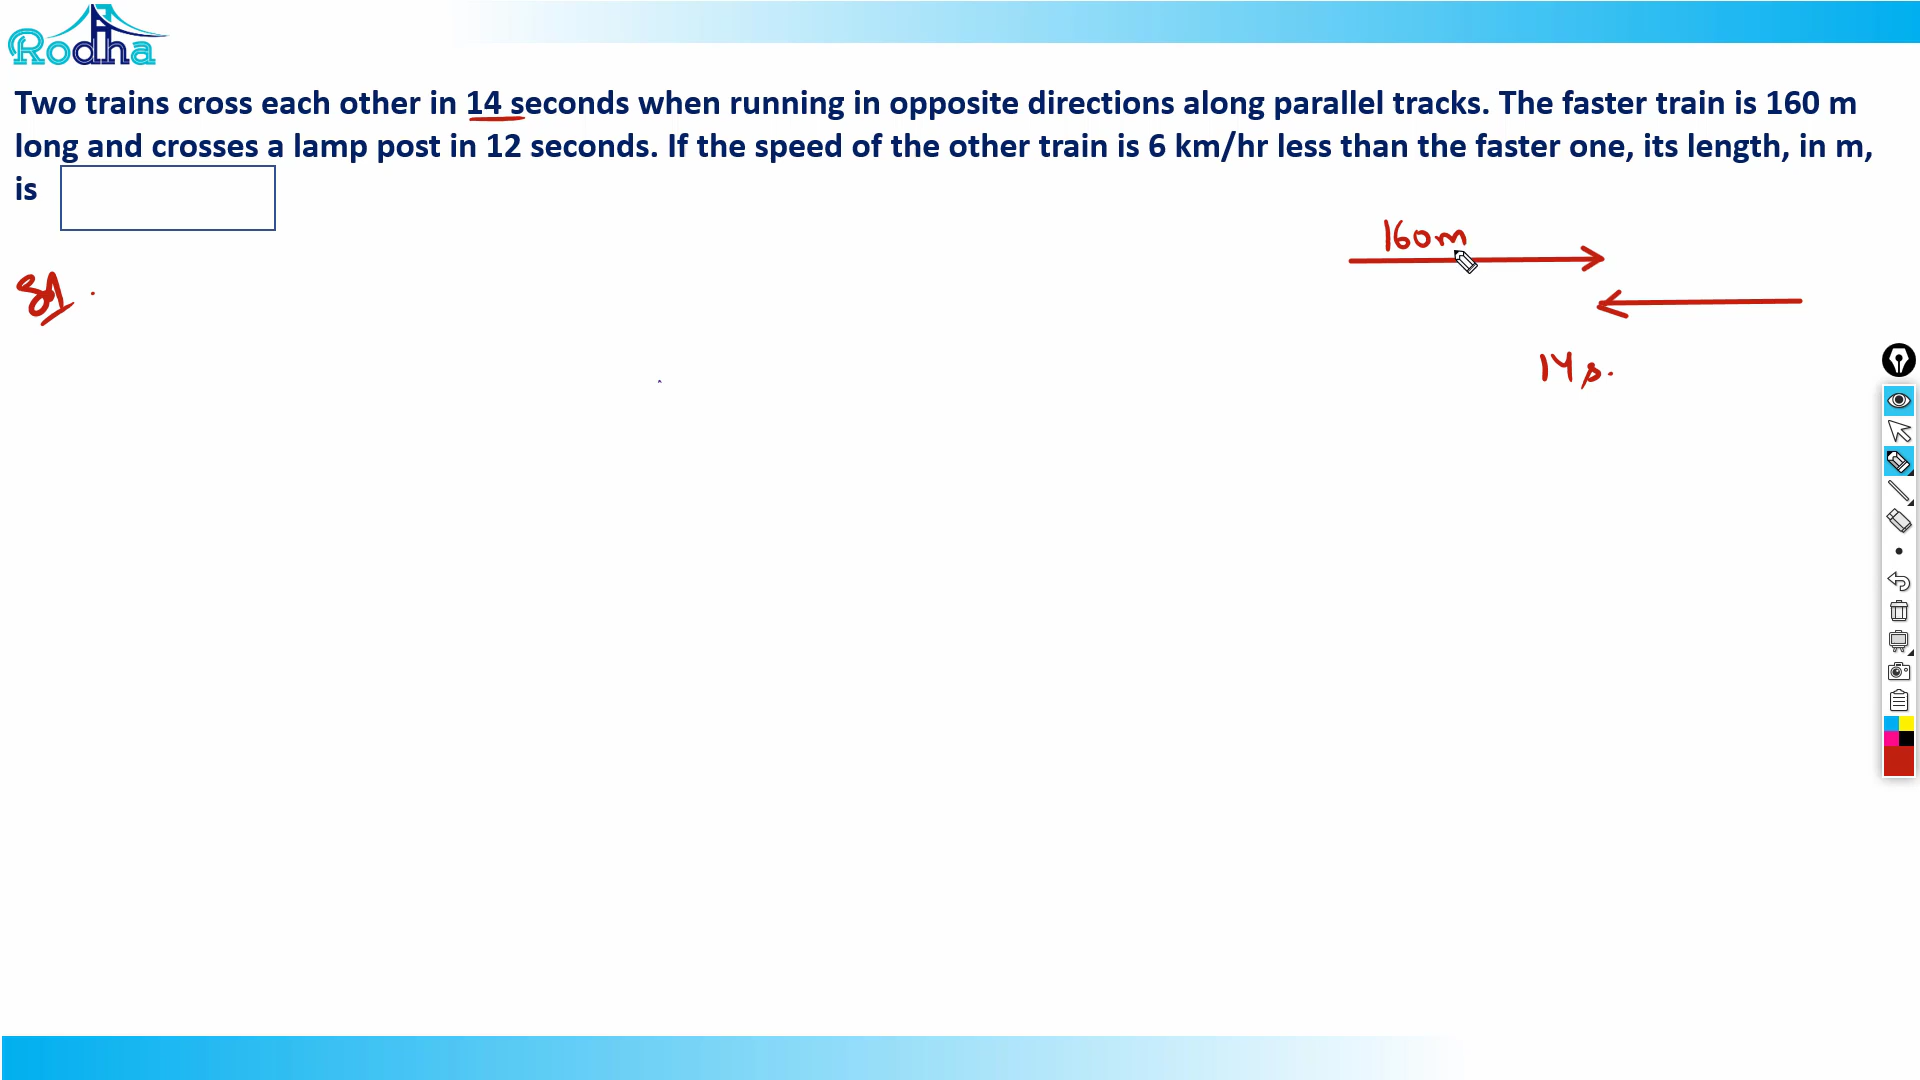 Rodha
Two trains cross each other in 14 seconds when running in opposite directions along parallel tracks. The faster train is 160 m
long and crosses a lamp post in 12 seconds. If the speed of the other train is 6 km/hr less than the faster one, its length, in m,
is
160m
14 s.